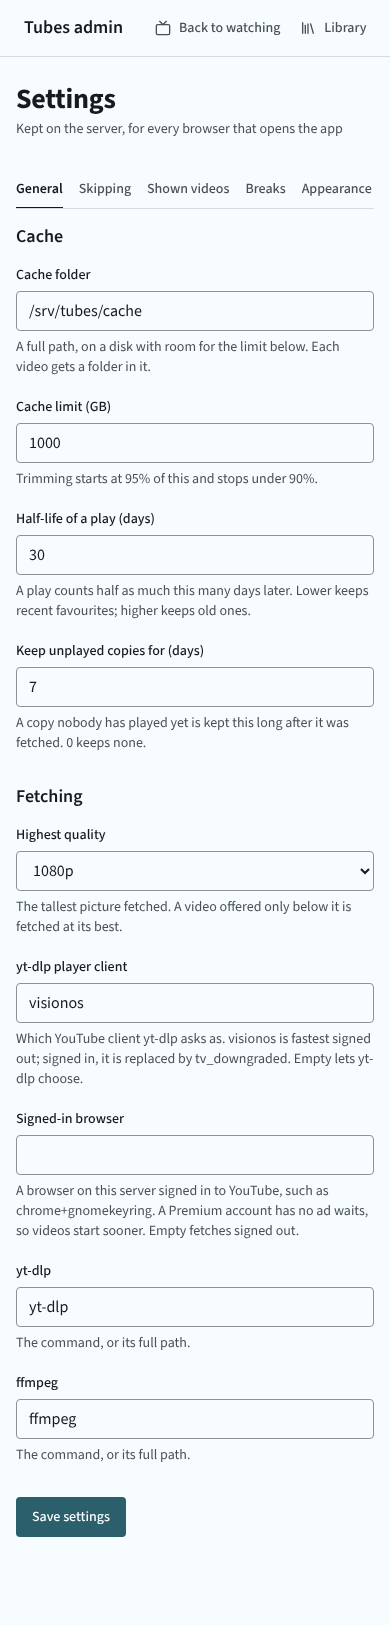 Tubes admin
Back to watching
Library
Settings
Kept on the server, for every browser that opens the app
General
Skipping
Shown videos
Breaks
Appearance
Cache
Cache folder
/srv/tubes/cache
A full path, on a disk with room for the limit below. Each
video gets a folder in it.
Cache limit (GB)
1000
Trimming starts at 95% of this and stops under 90%.
Half-life of a play (days)
30
A play counts half as much this many days later. Lower keeps
recent favourites; higher keeps old ones.
Keep unplayed copies for (days)
7
A copy nobody has played yet is kept this long after it was
fetched. 0 keeps none.
Fetching
Highest quality
1080p
The tallest picture fetched. A video offered only below it is
fetched at its best.
yt-dlp player client
visionos
Which YouTube client yt-dlp asks as. visionos is fastest signed
out; signed in, it is replaced by tv_downgraded. Empty lets yt-
dlp choose.
Signed-in browser
A browser on this server signed in to YouTube, such as
chrome+gnomekeyring. A Premium account has no ad waits,
so videos start sooner. Empty fetches signed out.
yt-dlp
yt-dlp
The command, or its full path.
ffmpeg
ffmpeg
The command, or its full path.
Save settings